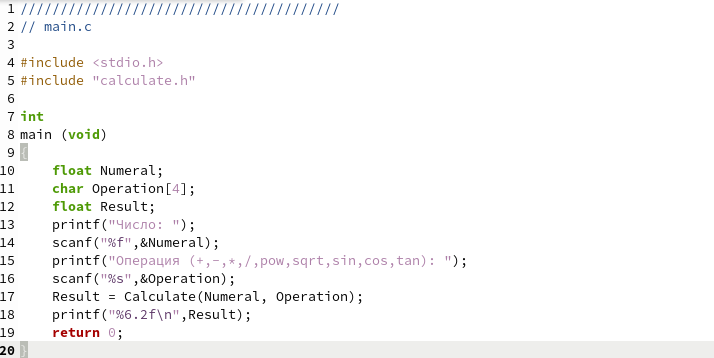 1 ////////////////////////////////////////
2 // main.c
3
4 #include <stdio.h>
5 #include "calculate.h"
6
7 int
8 main (void)
9 {
10     float Numeral;
11     char Operation[4];
12     float Result;
13     printf("Число: ");
14     scanf("%f",&Numeral);
15     printf("Операция (+,-,*,/,pow,sqrt,sin,cos,tan): ");
16     scanf("%s",&Operation);
17     Result = Calculate(Numeral, Operation);
18     printf("%6.2f\n",Result);
19     return 0;
20 }